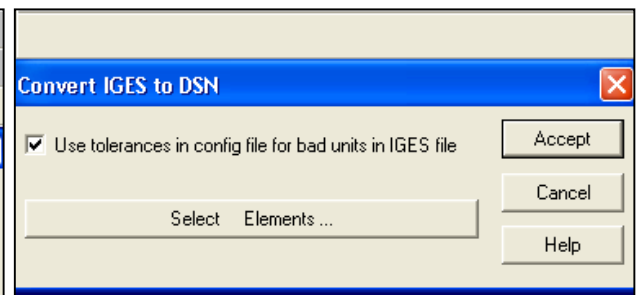 Convert IGES to DSN
Use tolerances in config file for bad units in IGES file
Accept
Cancel
Select Elements ...
Help